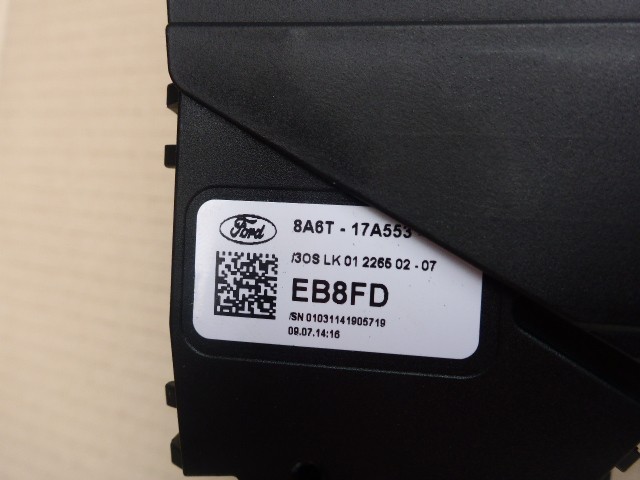 Ford
8A6T - 17A553
/3OS LK 01 2265 02 - 07
EB8FD
/SN 01031141905719
09.07.14:16